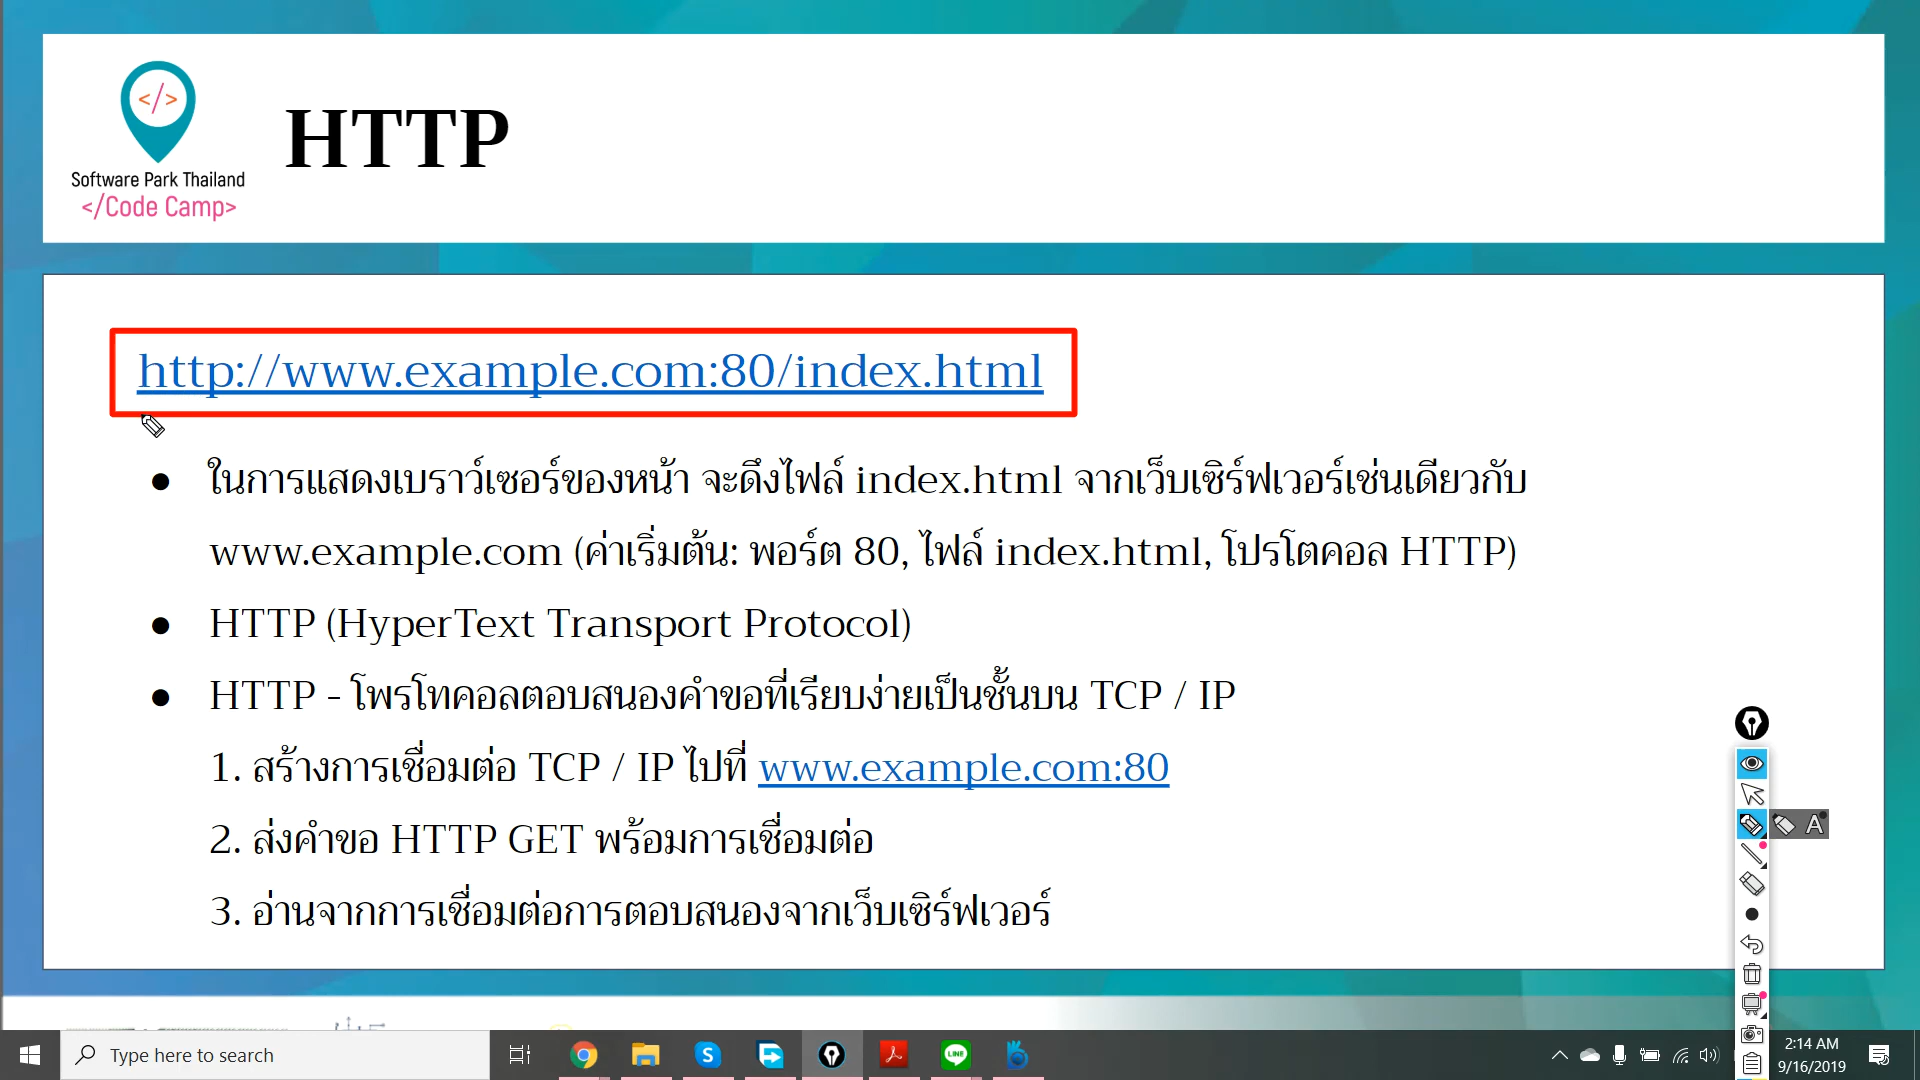 </>
HTTP
Software Park Thailand
</Code Camp>
http://www.example.com:80/index.html
● ในการแสดงเบราว์เซอร์ของหน้า จะดึงไฟล์ index.html จากเว็บเซิร์ฟเวอร์เช่นเดียวกับ
www.example.com (ค่าเริ่มต้น: พอร์ต 80, ไฟล์ index.html, โปรโตคอล HTTP)
● HTTP (HyperText Transport Protocol)
● HTTP - โพรโทคอลตอบสนองคำขอที่เรียบง่ายเป็นชั้นบน TCP / IP
1. สร้างการเชื่อมต่อ TCP / IP ไปที่ www.example.com:80
2. ส่งคำขอ HTTP GET พร้อมการเชื่อมต่อ
3. อ่านจากการเชื่อมต่อการตอบสนองจากเว็บเซิร์ฟเวอร์
A
Type here to search
S
LINE
2:14 AM
9/16/2019